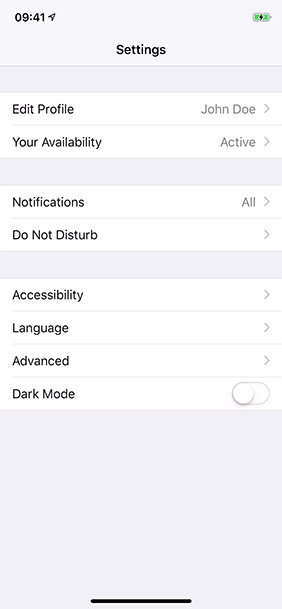 09:41
Settings
Edit Profile John Doe
Your Availability Active
Notifications All
Do Not Disturb
Accessibility
Language
Advanced
Dark Mode